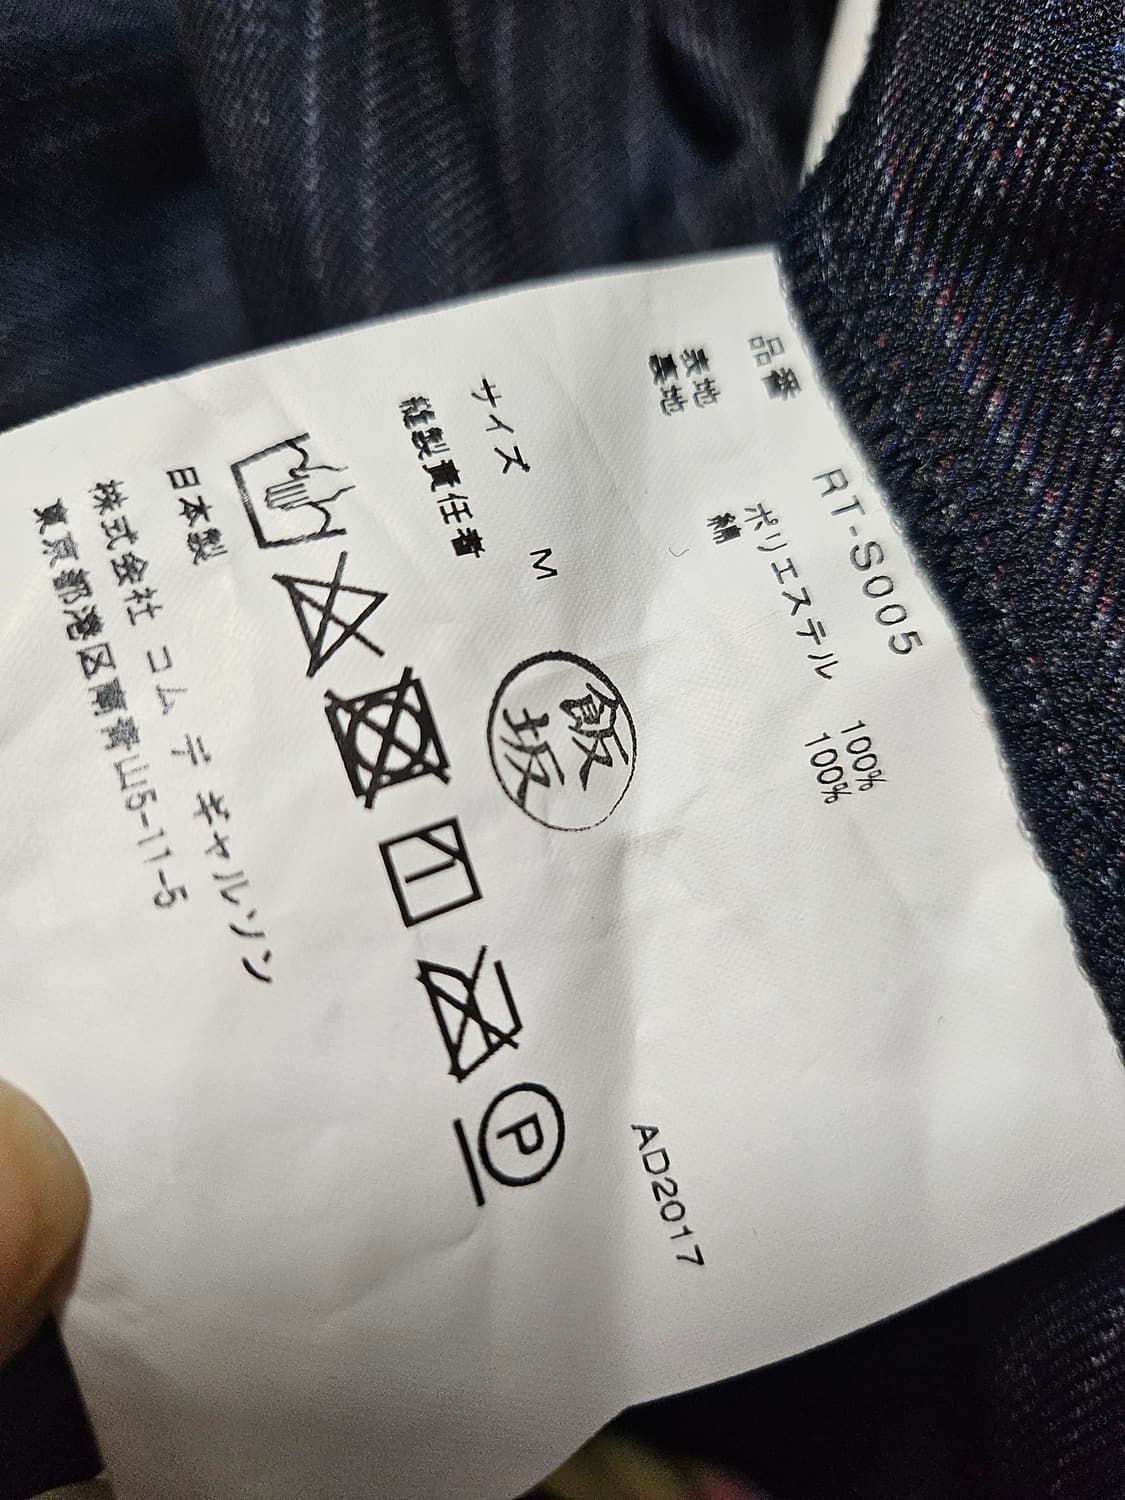 品番 RT-S005
表地 ポリエステル 100%
裏地 綿 100%
サイズ M
縫製責任者 飯坂
AD2017
P
日本製
株式会社 コム デ ギャルソン
東京都港区南青山5-11-5